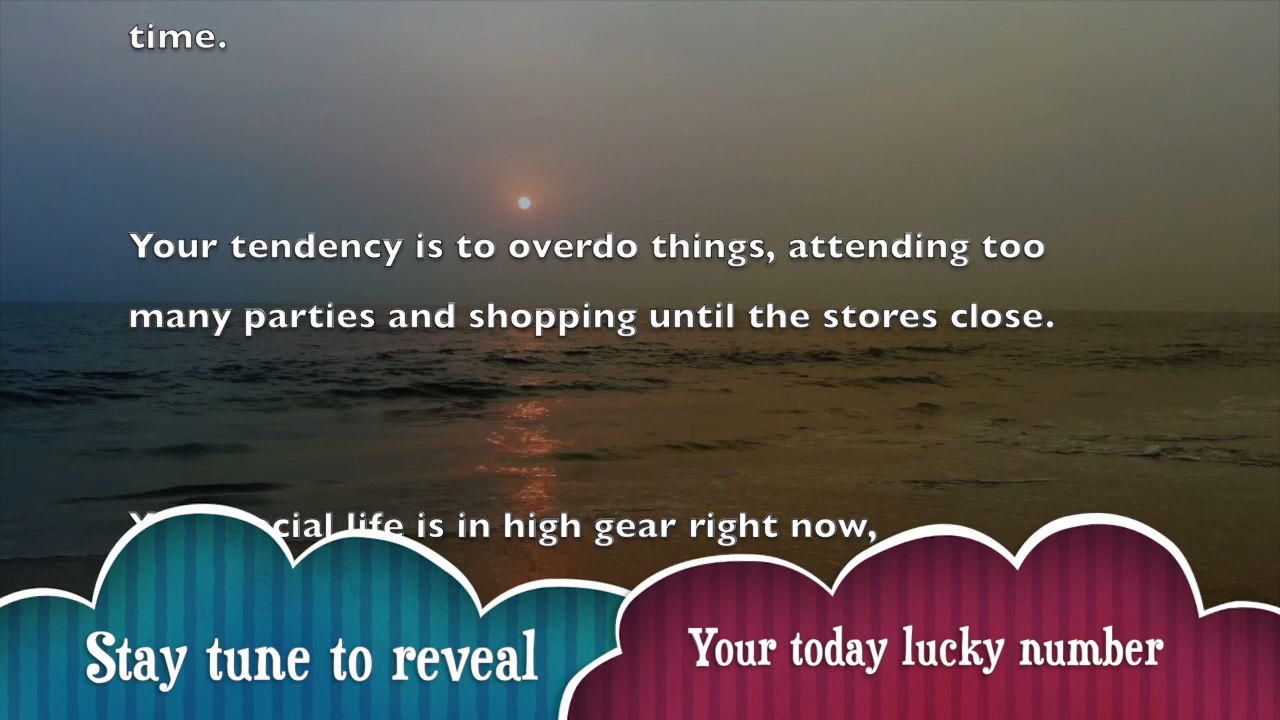 time.
Your tendency is to overdo things, attending too
many parties and shopping until the stores close.
life is in high gear right now,
Stay tune to reveal
Your today lucky number